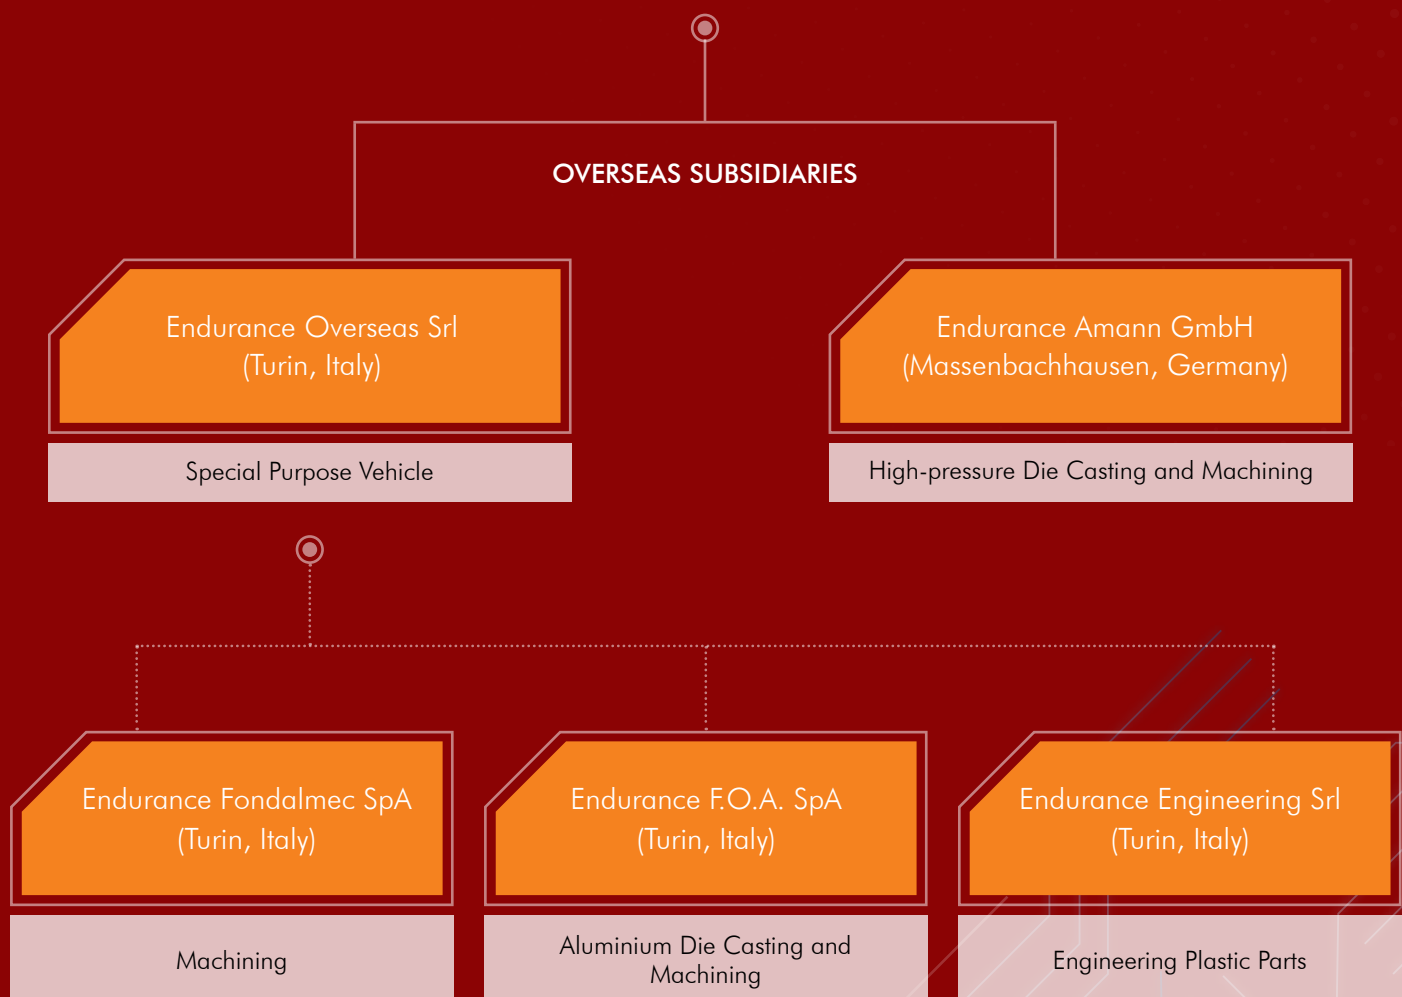 OVERSEAS SUBSIDIARIES
Endurance Overseas Srl
(Turin, Italy)
Special Purpose Vehicle
Endurance Amann GmbH
(Massenbachhausen, Germany)
High-pressure Die Casting and Machining
Endurance Fondalmec SpA
(Turin, Italy)
Machining
Endurance F.O.A. SpA
(Turin, Italy)
Aluminium Die Casting and
Machining
Endurance Engineering Srl
(Turin, Italy)
Engineering Plastic Parts